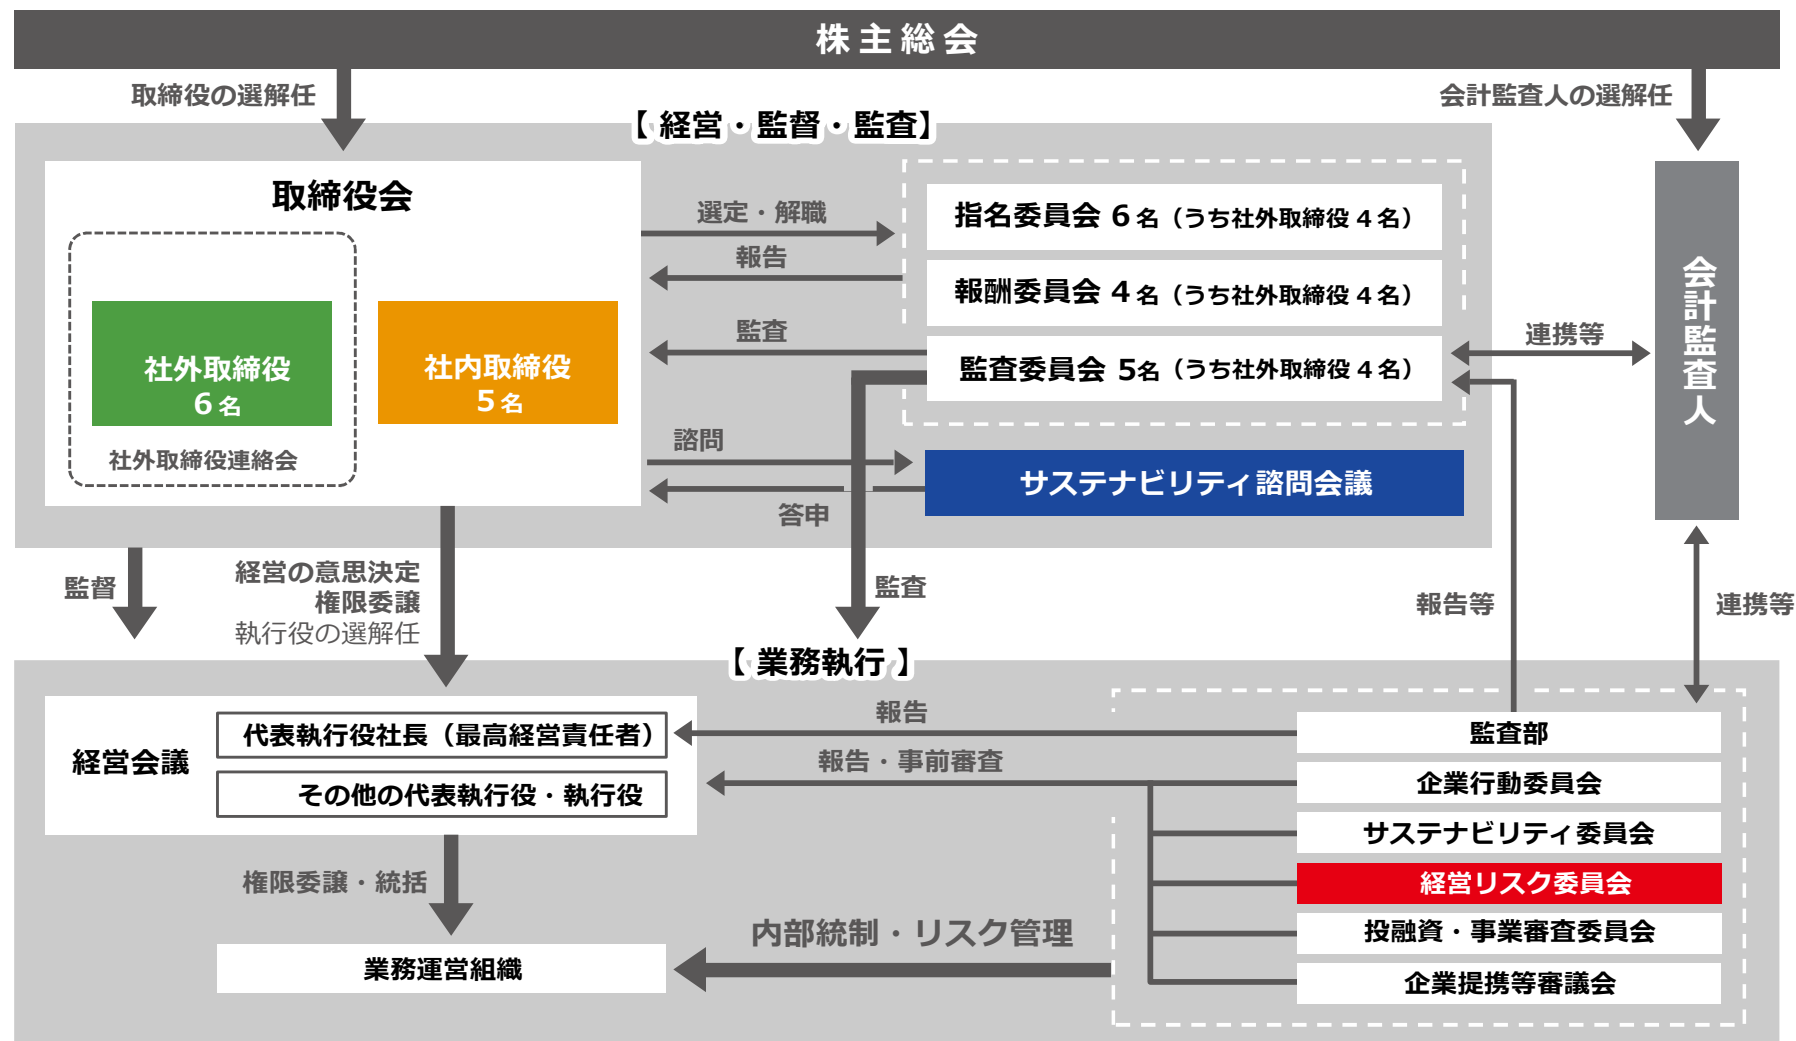 株主総会
取締役の選解任
会計監査人の選解任
【 経営・監督・監査】
取締役会
社外取締役
6名
社内取締役
5名
社外取締役連絡会
選定・解職
報告
監査
諮問
答申
指名委員会 6名（うち社外取締役4名）
報酬委員会 4名（うち社外取締役4名）
監査委員会 5名（うち社外取締役4名）
サステナビリティ諮問会議
連携等
会計監査人
監督
経営の意思決定
権限委譲
執行役の選解任
監査
報告等
連携等
【 業務執行 】
経営会議
代表執行役社長（最高経営責任者）
その他の代表執行役・執行役
報告
報告・事前審査
監査部
企業行動委員会
サステナビリティ委員会
経営リスク委員会
投融資・事業審査委員会
企業提携等審議会
権限委譲・統括
内部統制・リスク管理
業務運営組織